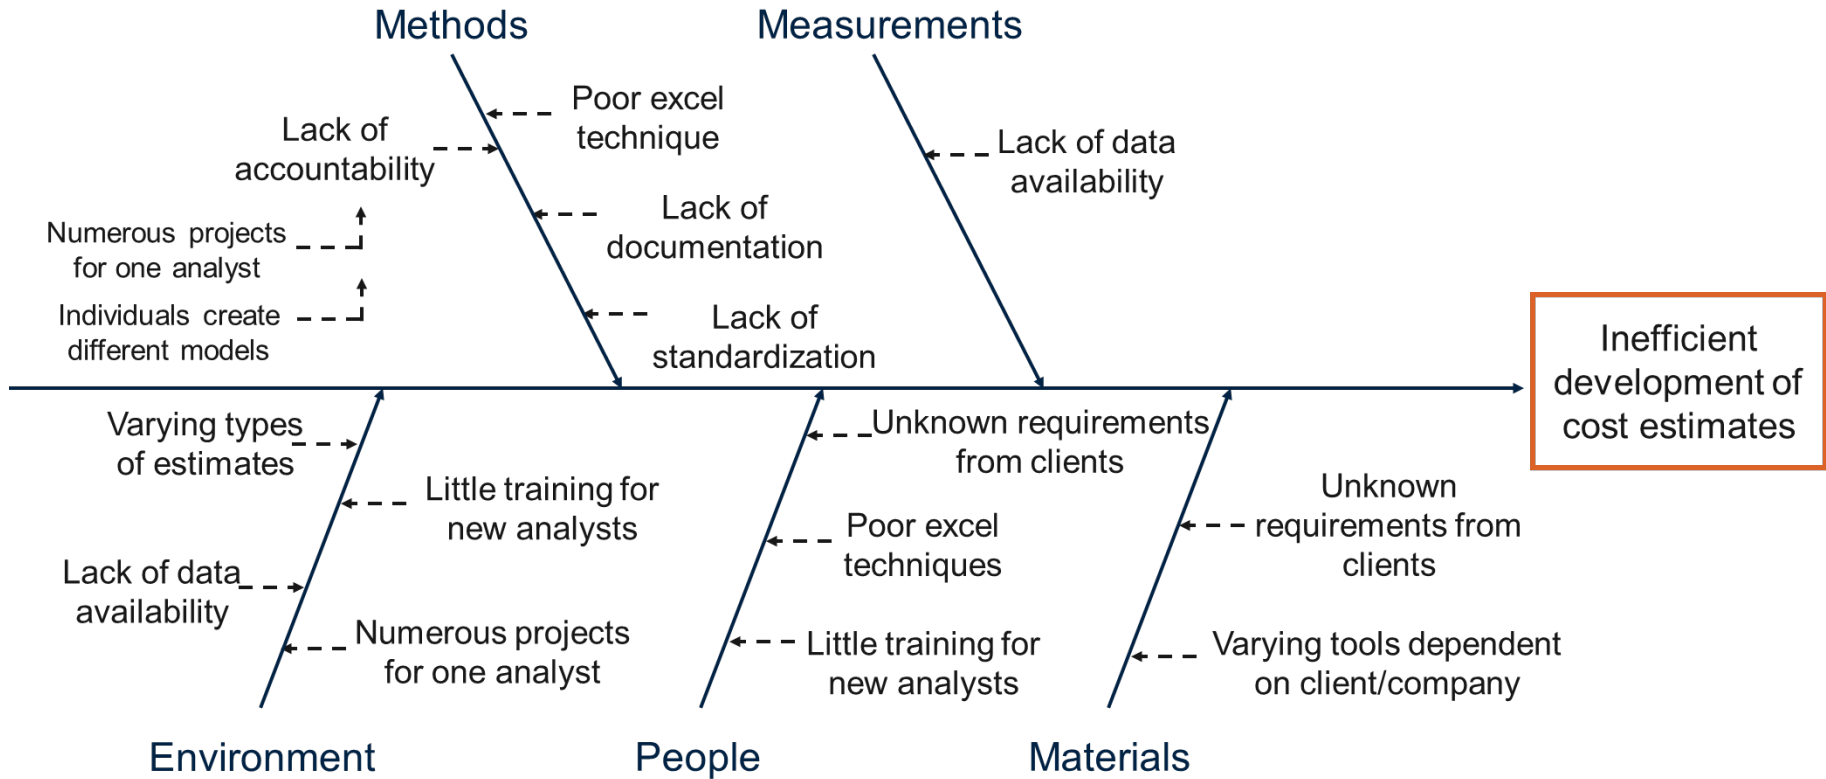 Methods
Measurements
Poor excel
technique
Lack of
accountability
Lack of data
availability
Numerous projects
for one analyst
Lack of
documentation
Individuals create
different models
Lack of
standardization
Inefficient
development of
cost estimates
Varying types
of estimates
Little training for
new analysts
Lack of data
availability
Numerous projects
for one analyst
Unknown requirements
from clients
Poor excel
techniques
Little training for
new analysts
Unknown
requirements from
clients
Varying tools dependent
on client/company
Environment
People
Materials